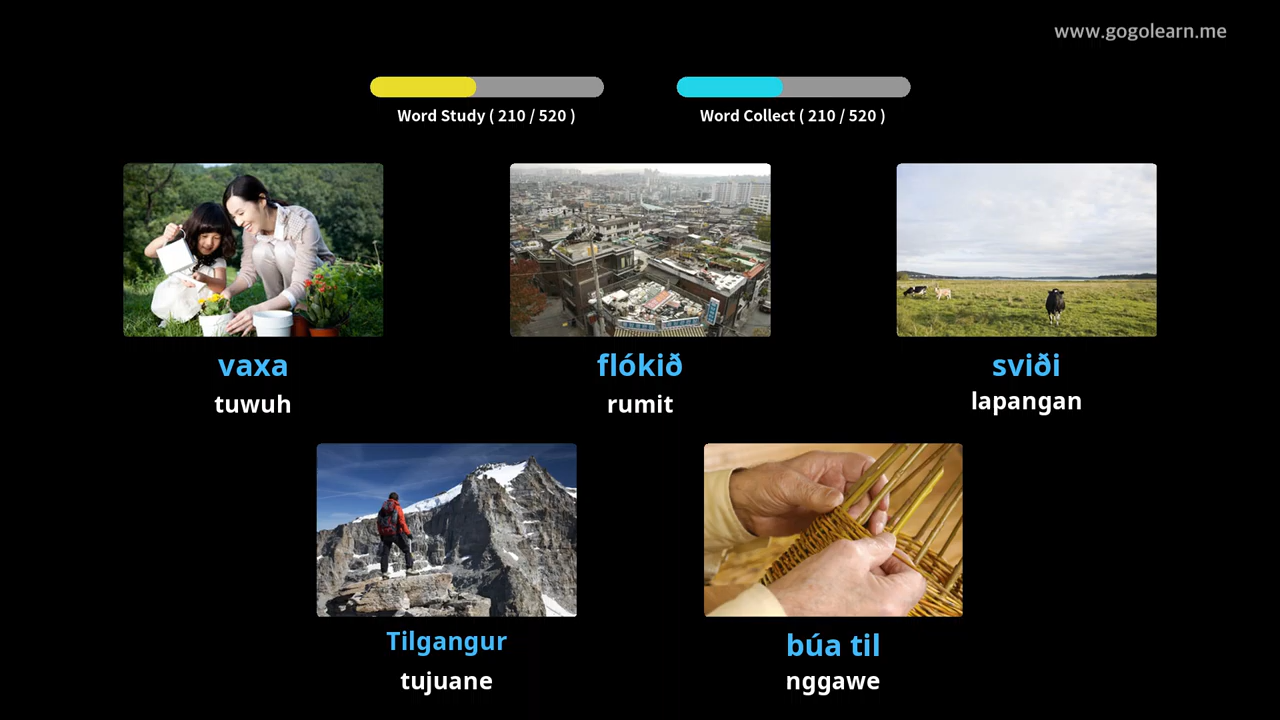 www.gogolearn.me
Word Study ( 210 / 520 )
Word Collect ( 210 / 520 )
vaxa
tuwuh
flókið
rumit
sviði
lapangan
Tilgangur
tujuane
búa til
nggawe